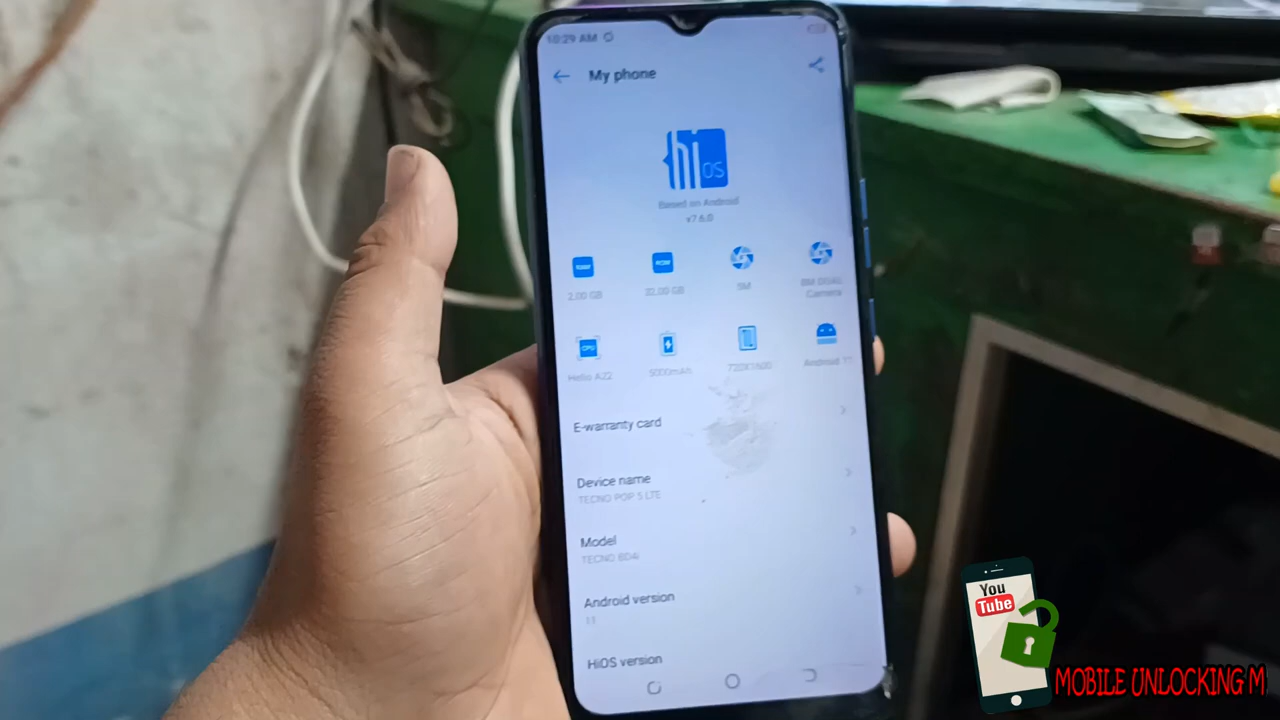 10:29 AM
My phone
hi OS
Based on Android
v7.6.0
2.00 GB
ROM
32.00 GB
5M
8M DUAL
Camera
CPU
Helio A22
5000mAh
720X1600
Android 11
E-warranty card
Device name
TECNO POP 5 LTE
Model
TECNO BD4i
Android version
11
HiOS version
You
Tube
MOBILE UNLOCKING M